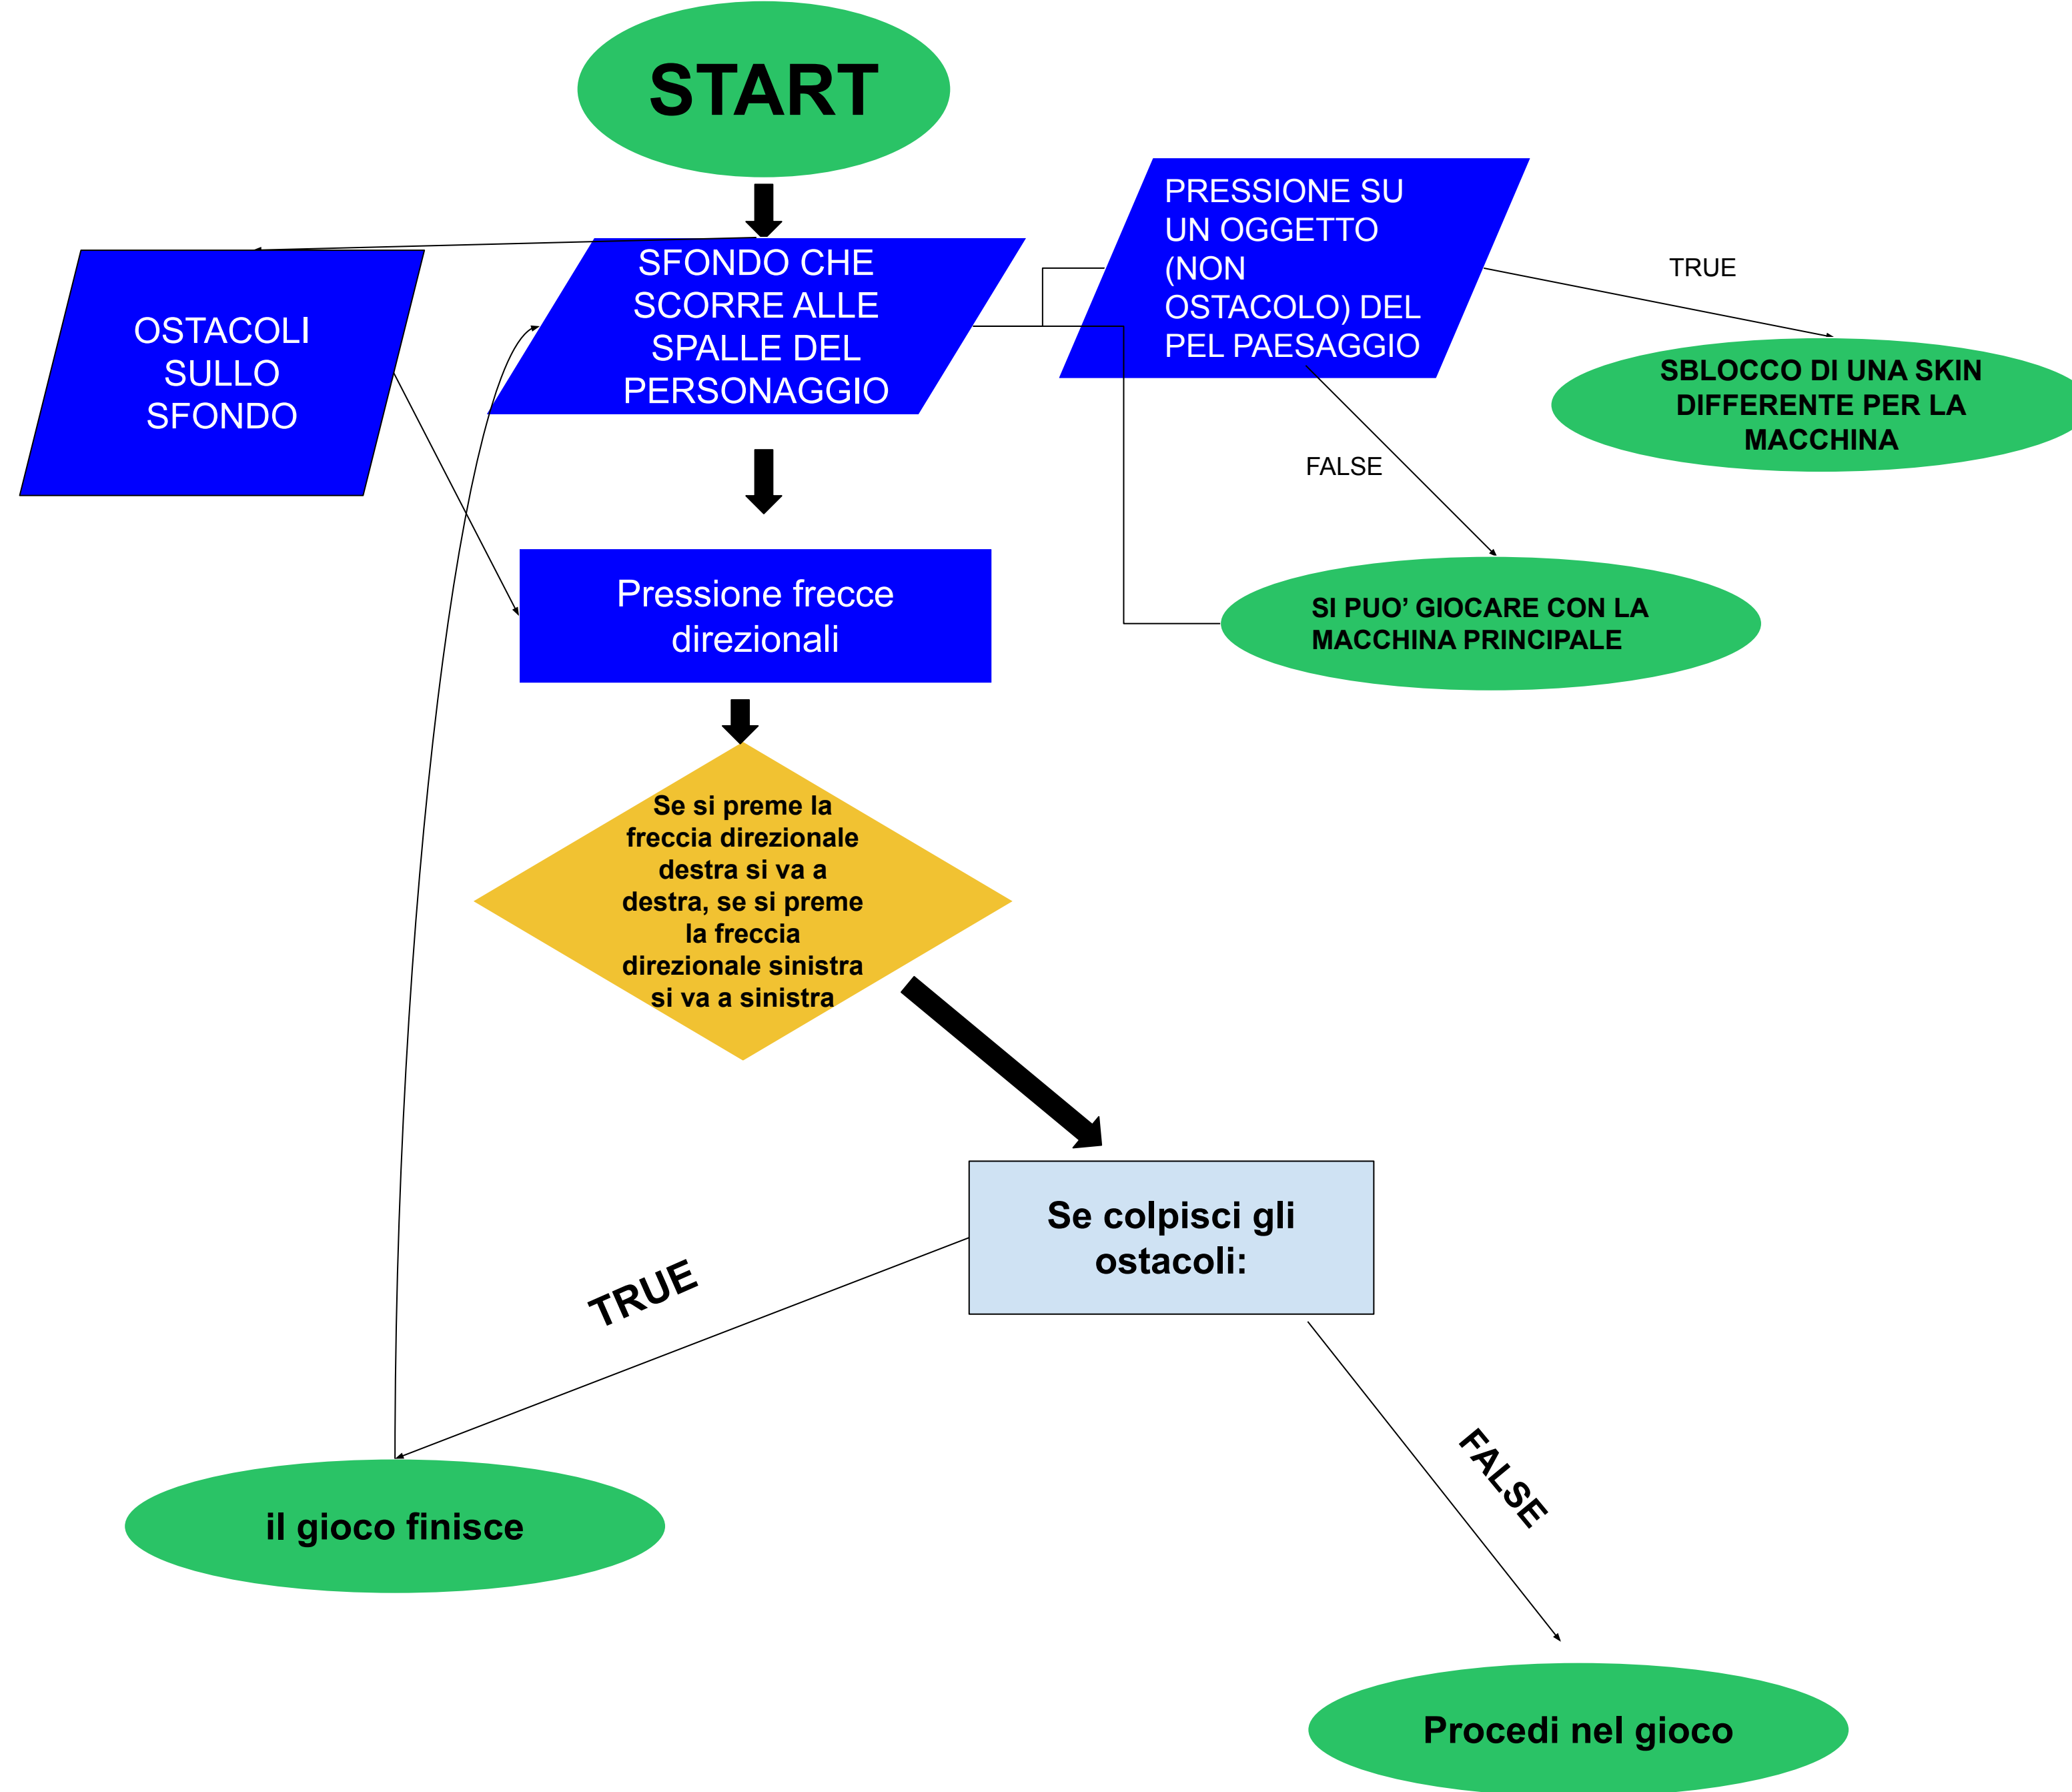 START
SFONDO CHE
SCORRE ALLE
SPALLE DEL
PERSONAGGIO
OSTACOLI
SULLO
SFONDO
PRESSIONE SU
UN OGGETTO
(NON
OSTACOLO) DEL
PEL PAESAGGIO
TRUE
SBLOCCO DI UNA SKIN
DIFFERENTE PER LA
MACCHINA
FALSE
SI PUO’ GIOCARE CON LA
MACCHINA PRINCIPALE
Pressione frecce
direzionali
Se si preme la
freccia direzionale
destra si va a
destra, se si preme
la freccia
direzionale sinistra
si va a sinistra
Se colpisci gli
ostacoli:
TRUE
FALSE
il gioco finisce
Procedi nel gioco